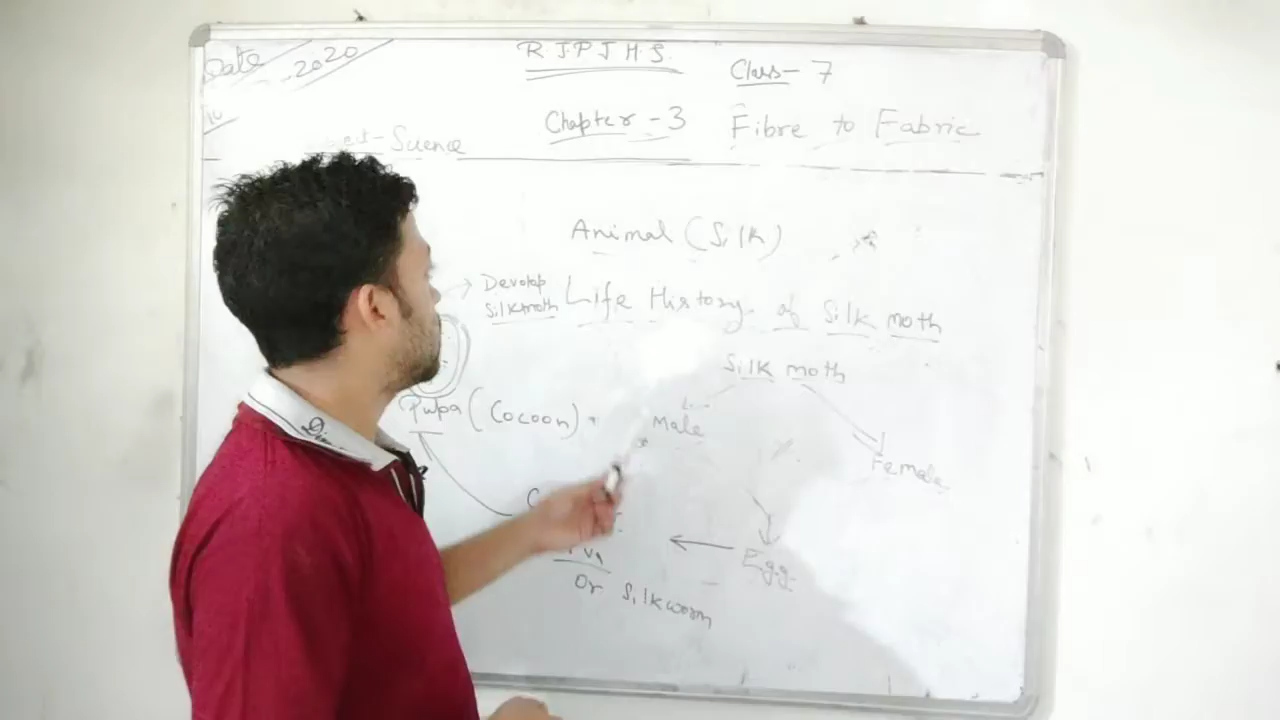 Date
2020
R J P J H S.
Class- 7
Chapter -3
Fibre to Fabric
Science
Animal (Silk)
Develop
Silkmoth
Life History of Silk moth
Silk moth
Pupa (Cocoon)
Male
Female
Egg
Or Silkworm